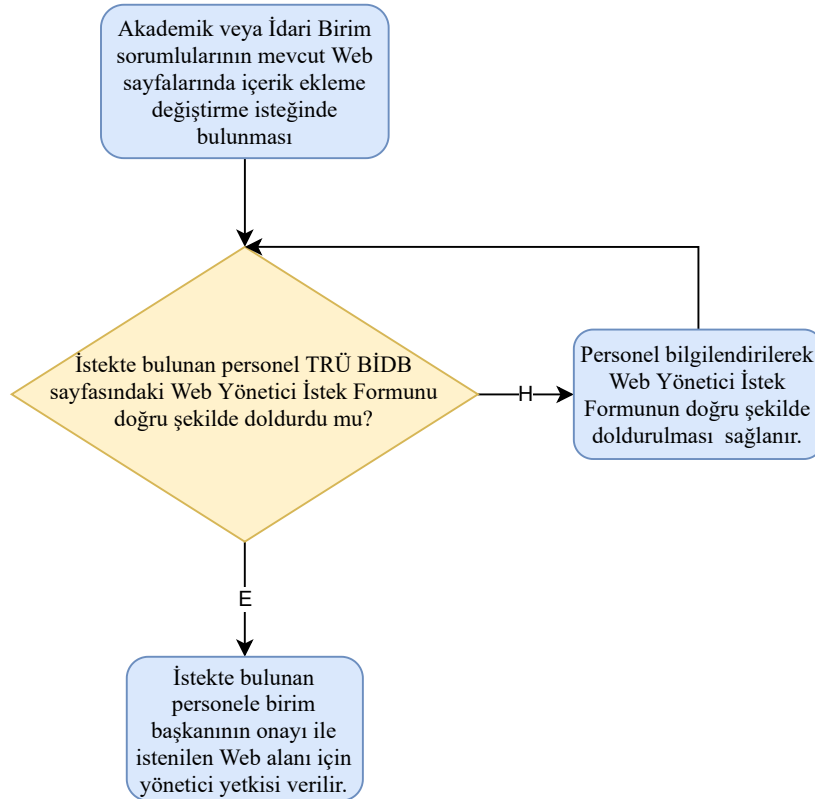 Akademik veya İdari Birim
sorumlularının mevcut Web
sayfalarında içerik ekleme
değiştirme isteğinde
bulunması
İstekte bulunan personel TRÜ BİDB
sayfasındaki Web Yönetici İstek Formunu
doğru şekilde doldurdu mu?
H
Personel bilgilendirilerek
Web Yönetici İstek
Formunun doğru şekilde
doldurulması sağlanır.
E
İstekte bulunan
personele birim
başkanının onayı ile
istenilen Web alanı için
yönetici yetkisi verilir.